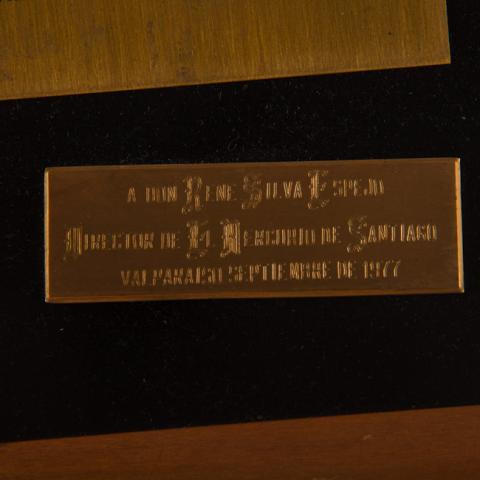 A DON RENE SILVA ESPEJO
DIRECTOR DE EL MERCURIO DE SANTIAGO
VALPARAISO SEPTIEMBRE DE 1977